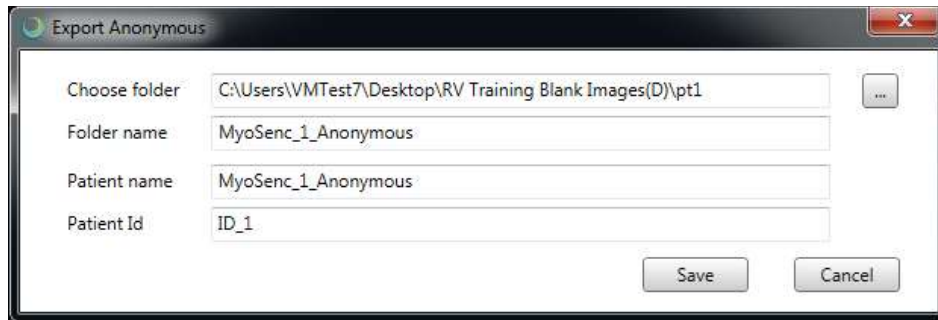 Export Anonymous
Choose folder C:\Users\VMTest7\Desktop\RV Training Blank Images(D)\pt1 ...
Folder name MyoSenc_1_Anonymous
Patient name MyoSenc_1_Anonymous
Patient Id ID_1
Save Cancel